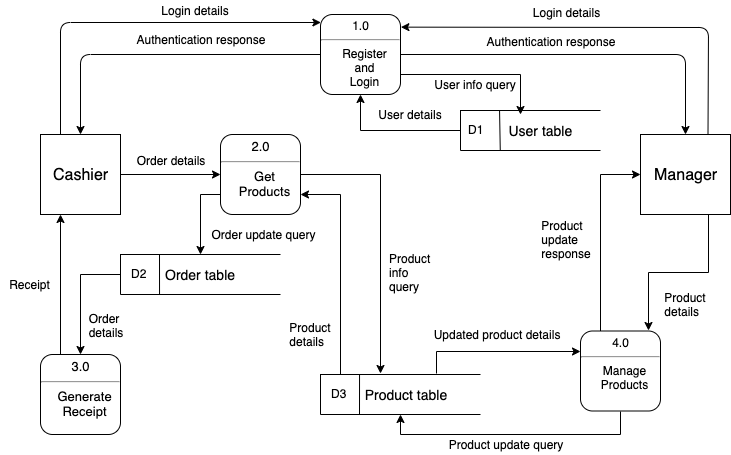 Login details
1.0
Login details
Authentication response
Register
and
Login
Authentication response
User info query
User details
D1
User table
Cashier
Order details
2.0
Get
Products
Manager
Order update query
Product
info
query
Product
update
response
D2
Order table
Receipt
Order
details
Product
details
Product
details
Updated product details
3.0
Generate
Receipt
D3
Product table
4.0
Manage
Products
Product update query